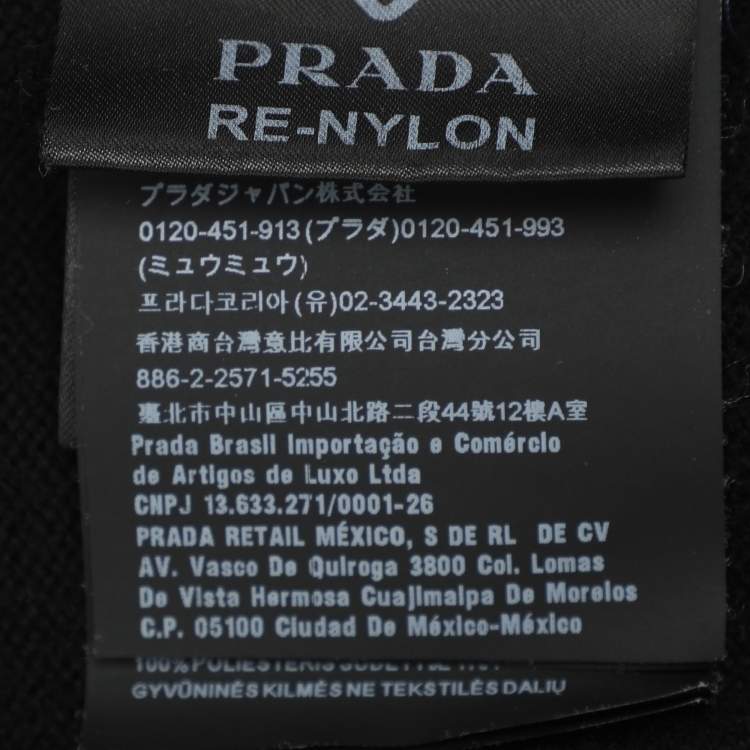 PRADA
RE-NYLON
プラダジャパン株式会社
0120-451-913(プラダ)0120-451-993
(ミュウミュウ)
프라다코리아(유)02-3443-2323
香港商台灣意比有限公司台灣分公司
886-2-2571-5255
臺北市中山區中山北路二段44號12樓A室
Prada Brasil Importação e Comércio
de Artigos de Luxo Ltda
CNPJ 13.633.271/0001-26
PRADA RETAIL MÉXICO, S DE RL DE CV
AV. Vasco De Quiroga 3800 Col. Lomas
De Vista Hermosa Cuajimalpa De Morelos
C.P. 05100 Ciudad De México-México
100% POLIESTERIS
GYVŪNINĖS KILMĖS NE TEKSTILĖS DALIŲ